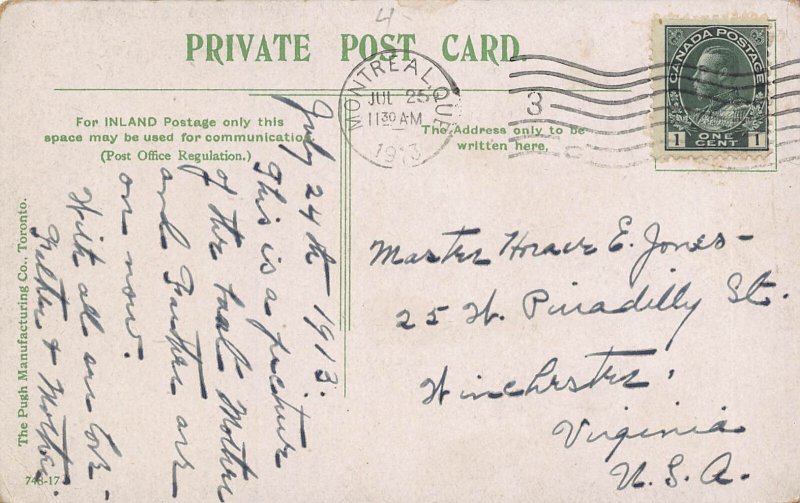 4-
PRIVATE POST CARD.
MONTREAL, QUE
JUL 25
11 30 AM
1913
3
CANADA POSTAGE
1 ONE CENT 1
For INLAND Postage only this
space may be used for communication
(Post Office Regulation.)
The Address only to be
written here.
July 24th 1913.
This is a picture
of the boat Mother
and Father are
on now.
With all our love -
Father & Mother.
Master Horace E. Jones -
25 W. Piccadilly St.
Winchester,
Virginia
U.S.A.
The Pugh Manufacturing Co., Toronto.
748-17